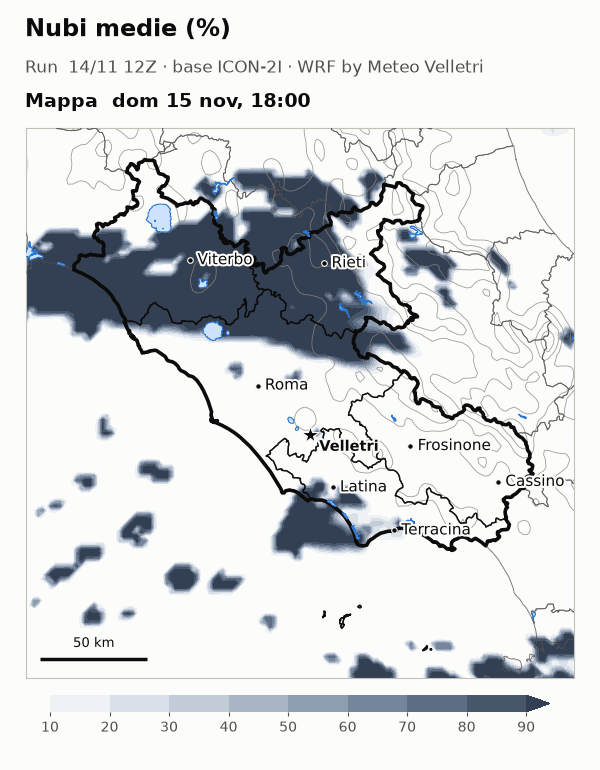 Nubi medie (%)
Run 14/11 12Z · base ICON-2I · WRF by Meteo Velletri
Mappa dom 15 nov, 18:00
Viterbo
Rieti
Roma
Velletri
Frosinone
Cassino
Latina
Terracina
50 km
10 20 30 40 50 60 70 80 90